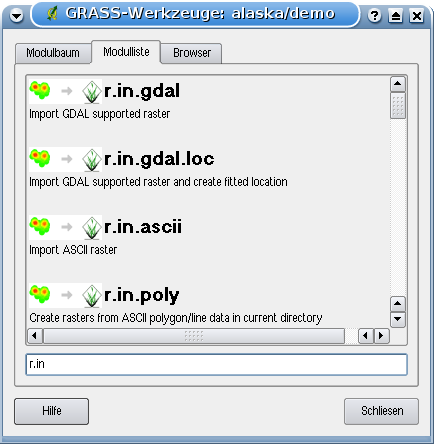 GRASS-Werkzeuge: alaska/demo
Modulbaum
Modulliste
Browser
r.in.gdal
Import GDAL supported raster
r.in.gdal.loc
Import GDAL supported raster and create fitted location
r.in.ascii
Import ASCII raster
r.in.poly
Create rasters from ASCII polygon/line data in current directory
r.in
Hilfe
Schliesen